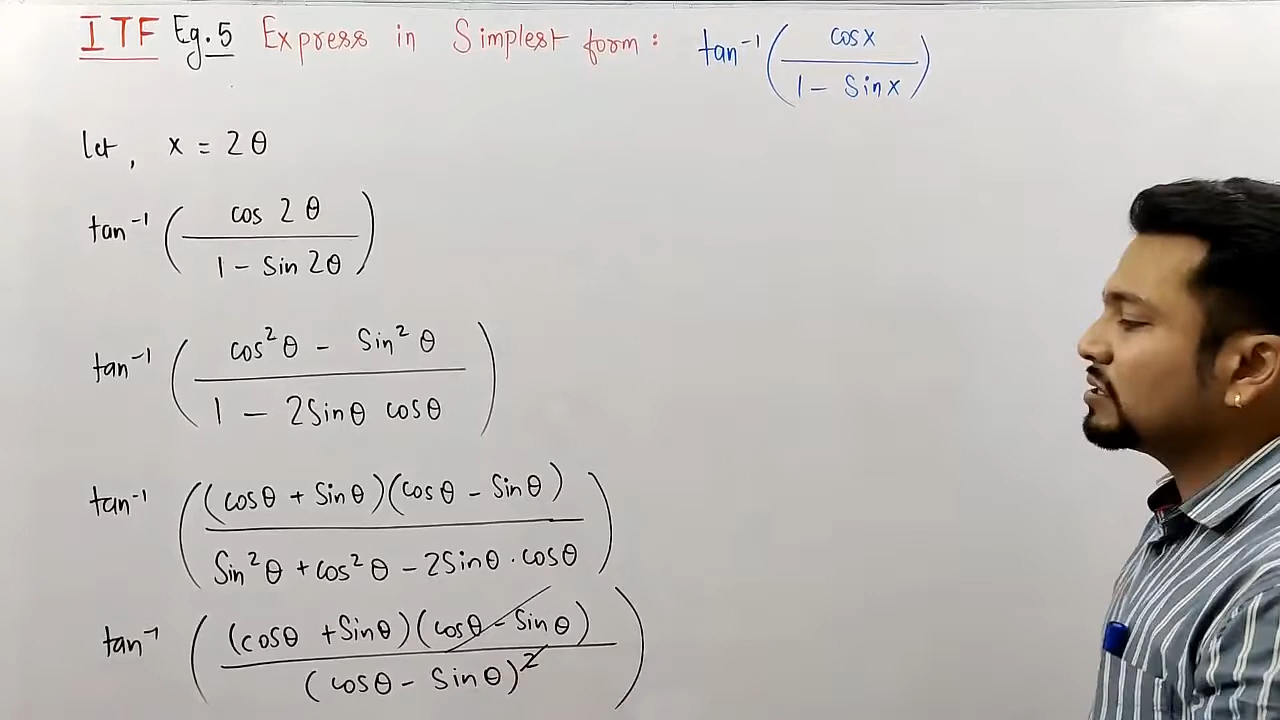 ITF Eg.5 Express in Simplest form: tan⁻¹(cosx / 1 - Sinx)
let, x = 2θ
tan⁻¹(cos 2θ / 1 - Sin 2θ)
tan⁻¹(cos²θ - Sin²θ / 1 - 2Sinθ cosθ)
tan⁻¹((cosθ + Sinθ)(cosθ - Sinθ) / Sin²θ + cos²θ - 2Sinθ · cosθ)
tan⁻¹((cosθ + Sinθ)(cosθ - Sinθ) / (cosθ - Sinθ)²)